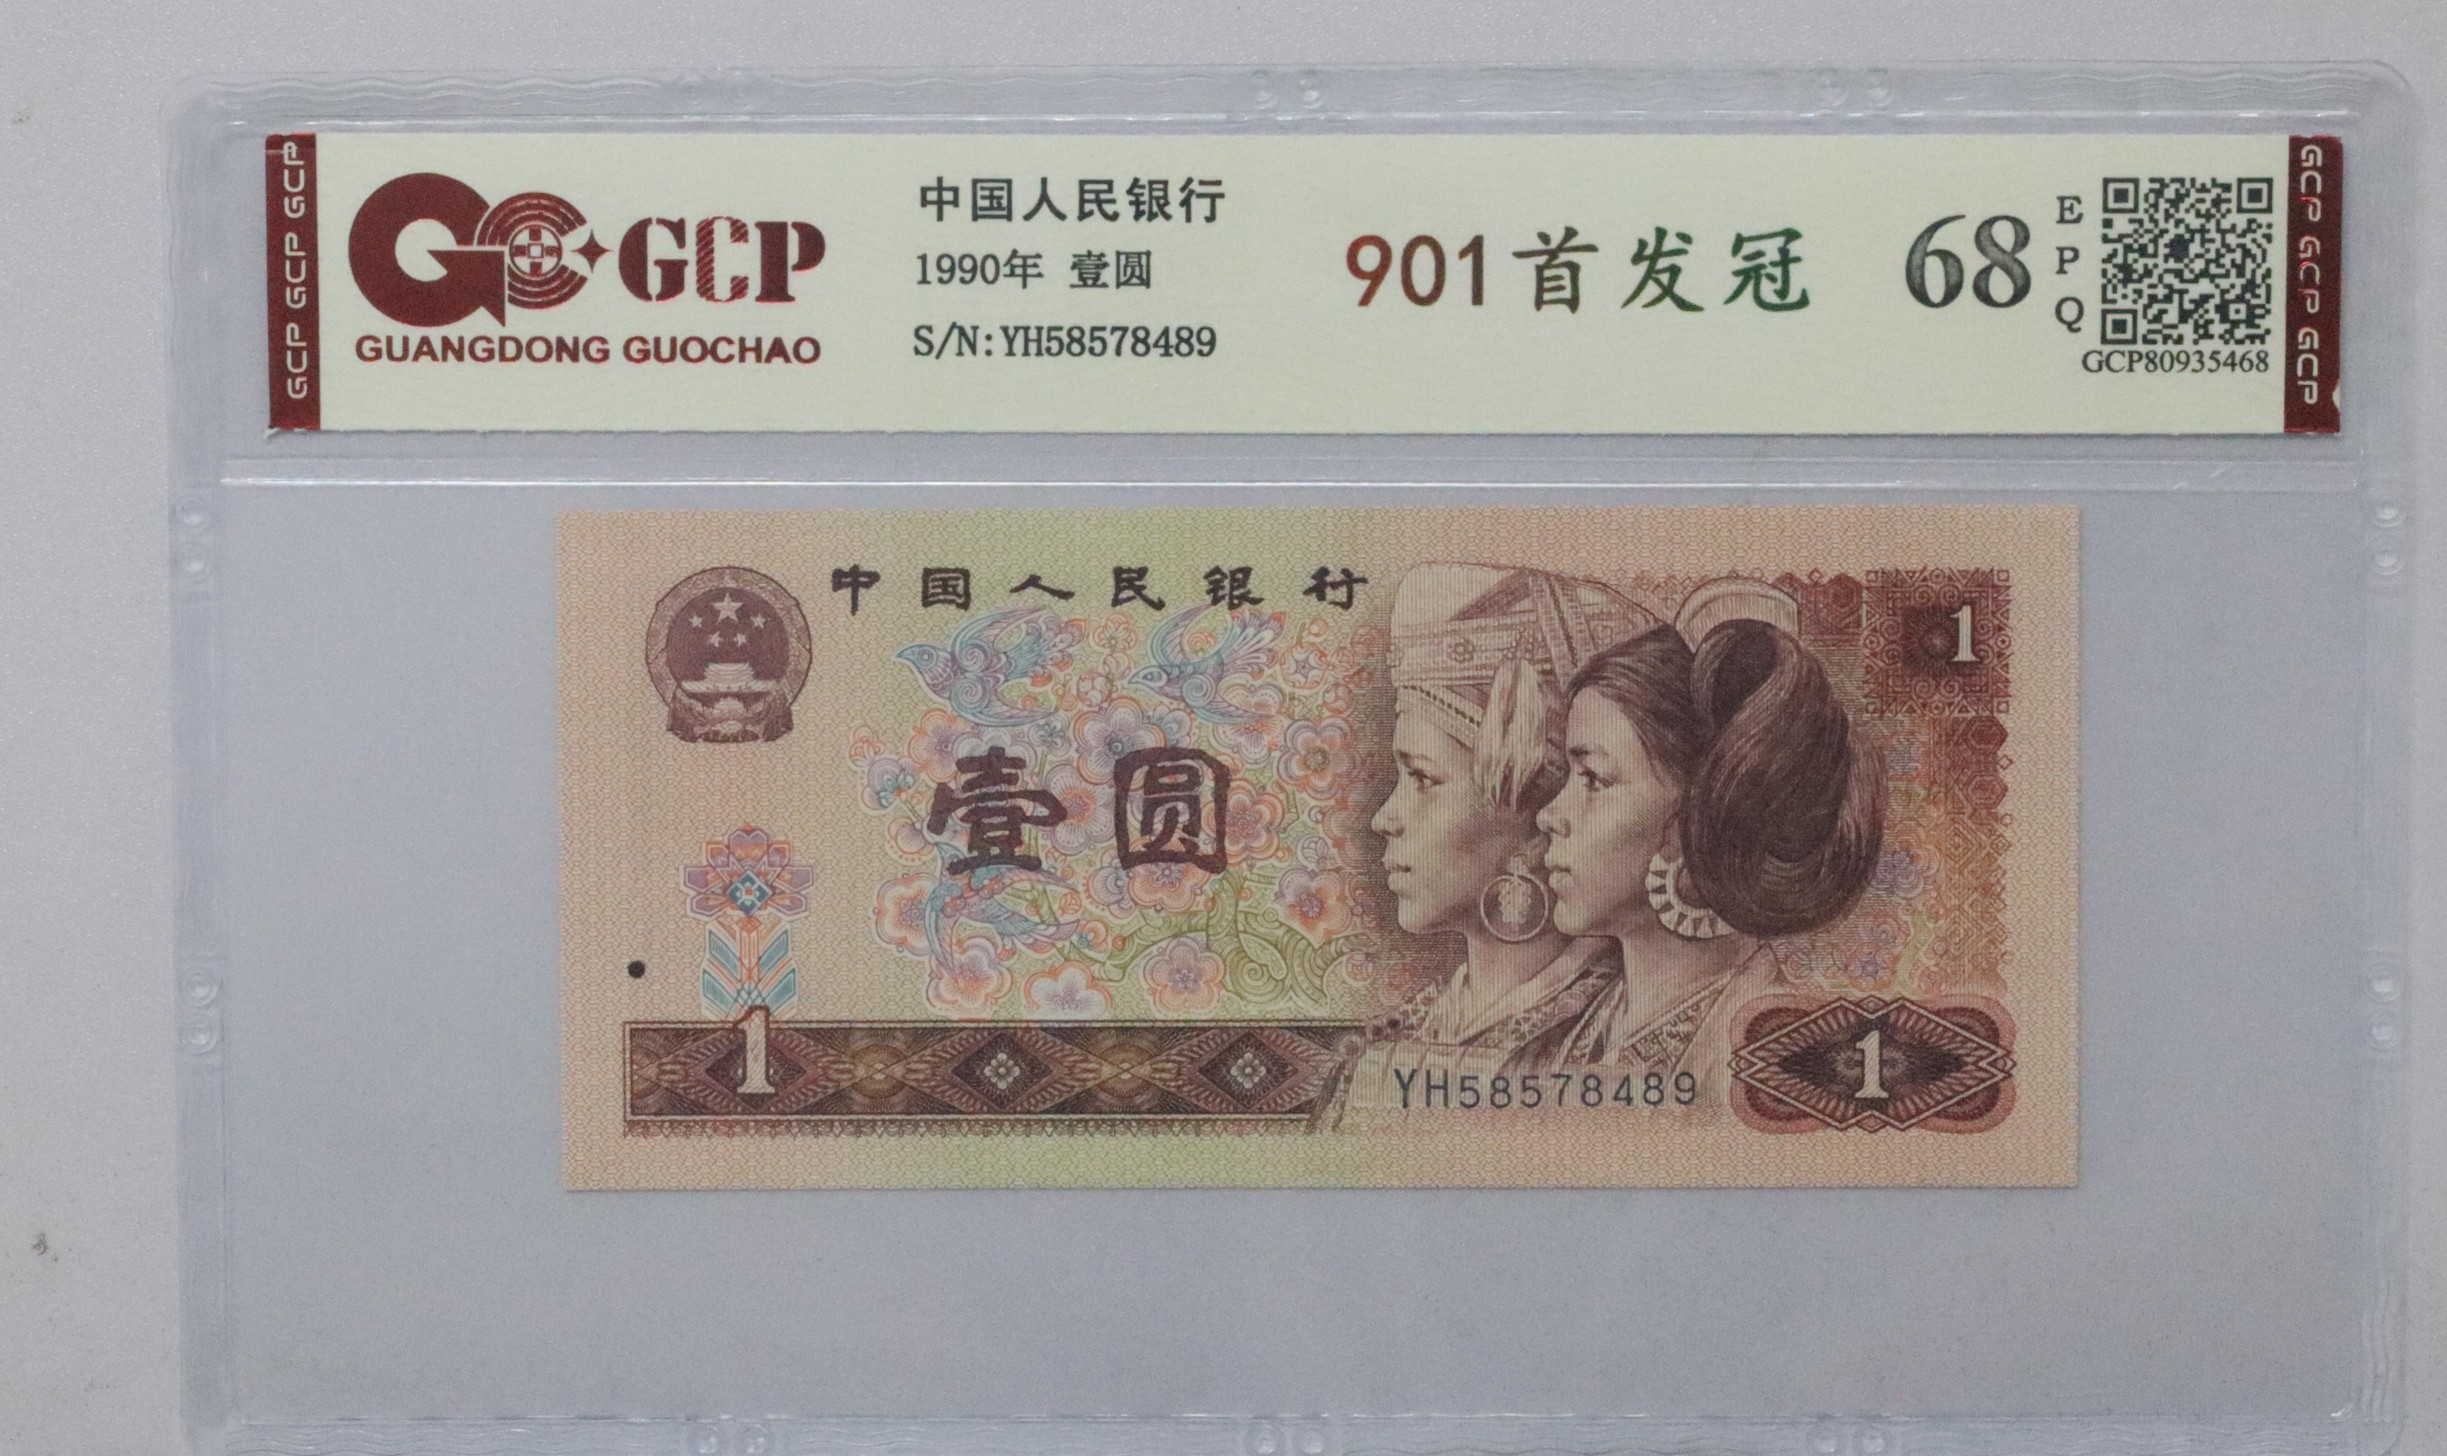 GCP GCP GCP
GCP
GUANGDONG GUOCHAO
中国人民银行
1990年 壹圆
S/N:YH58578489
901首发冠
68
EPQ
GCP80935468
GCP GCP GCP
中国人民银行
1
壹圆
1
YH58578489
1